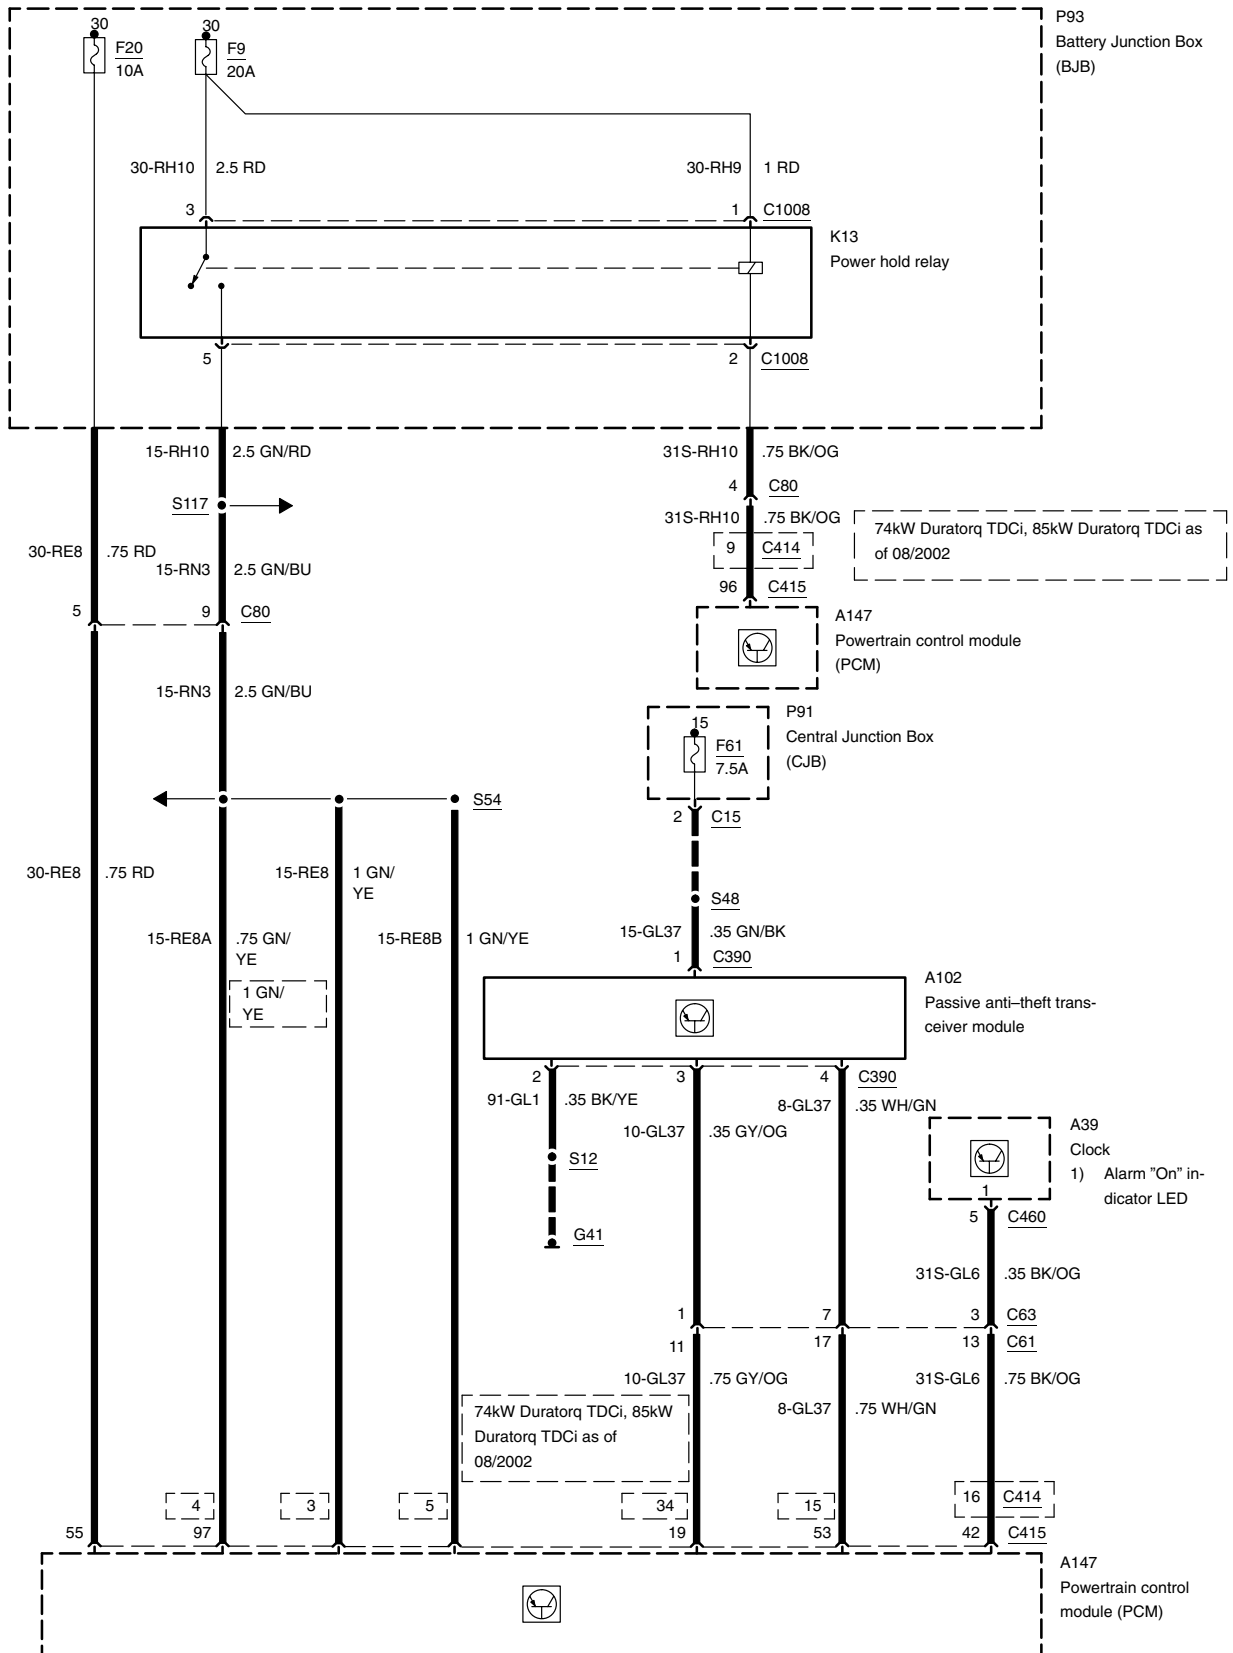 P93
Battery Junction Box
(BJB)
30
F20
10A
30
F9
20A
30-RH10 2.5 RD
30-RH9 1 RD
3
1 C1008
K13
Power hold relay
5
2 C1008
15-RH10 2.5 GN/RD
31S-RH10 .75 BK/OG
4 C80
S117
31S-RH10 .75 BK/OG
74kW Duratorq TDCi, 85kW Duratorq TDCi as
of 08/2002
9 C414
30-RE8 .75 RD
15-RN3 2.5 GN/BU
96 C415
5
9 C80
A147
Powertrain control module
(PCM)
15-RN3 2.5 GN/BU
P91
Central Junction Box
(CJB)
15
F61
7.5A
S54
2 C15
30-RE8 .75 RD
15-RE8 1 GN/
YE
S48
15-RE8A .75 GN/
YE
15-RE8B 1 GN/YE
15-GL37 .35 GN/BK
1 C390
1 GN/
YE
A102
Passive anti–theft trans-
ceiver module
2
3
4 C390
91-GL1 .35 BK/YE
8-GL37 .35 WH/GN
10-GL37 .35 GY/OG
A39
Clock
1) Alarm ”On” in-
dicator LED
S12
1
5 C460
G41
31S-GL6 .35 BK/OG
1
7
3 C63
11
17
13 C61
10-GL37 .75 GY/OG
31S-GL6 .75 BK/OG
8-GL37 .75 WH/GN
74kW Duratorq TDCi, 85kW
Duratorq TDCi as of
08/2002
4
3
5
34
15
16 C414
55
97
19
53
42 C415
A147
Powertrain control
module (PCM)